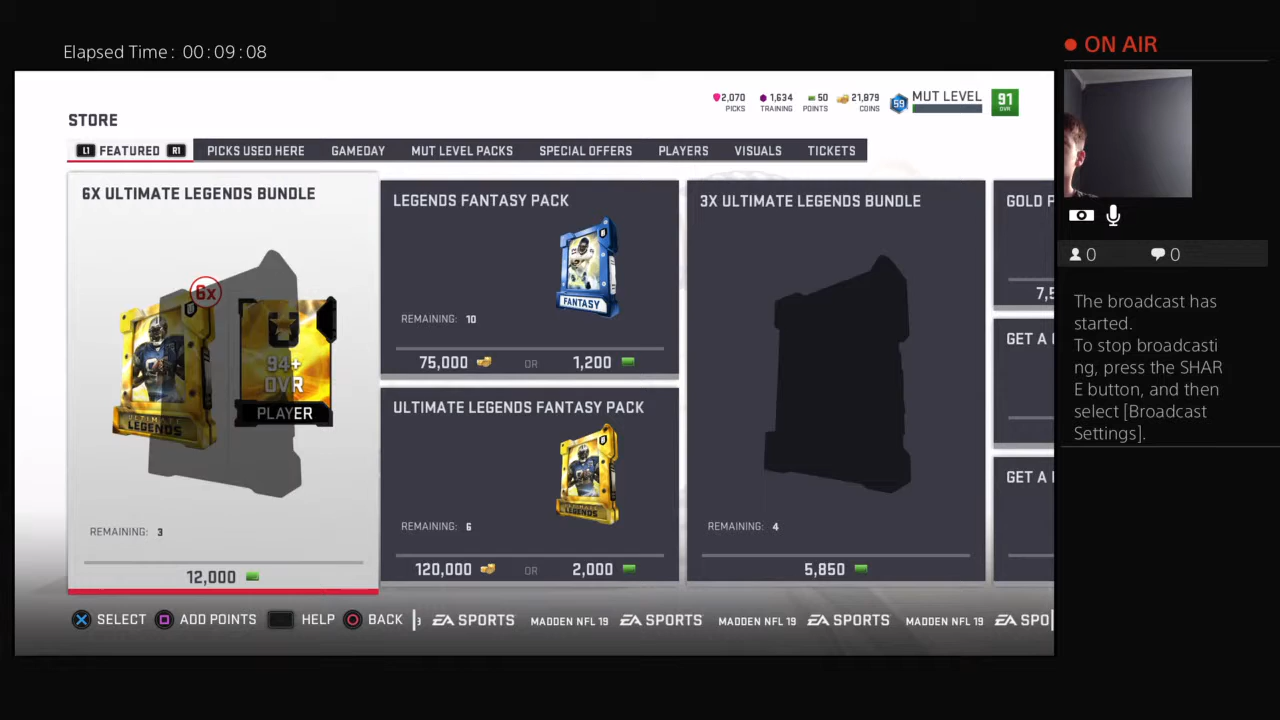 Elapsed Time: 00:09:08
ON AIR
2,070 PICKS
1,634 TRAINING
50 POINTS
21,879 COINS
59
MUT LEVEL
91 OVR
STORE
L1 FEATURED R1 PICKS USED HERE GAMEDAY MUT LEVEL PACKS SPECIAL OFFERS PLAYERS VISUALS TICKETS
6X ULTIMATE LEGENDS BUNDLE
6x
ULTIMATE LEGENDS
94+
OVR
PLAYER
REMAINING: 3
12,000
LEGENDS FANTASY PACK
FANTASY
REMAINING: 10
75,000 OR 1,200
ULTIMATE LEGENDS FANTASY PACK
ULTIMATE LEGENDS
REMAINING: 6
120,000 OR 2,000
3X ULTIMATE LEGENDS BUNDLE
REMAINING: 4
5,850
GOLD P
7,5
GET A
GET A
0 0
The broadcast has
started.
To stop broadcasti
ng, press the SHAR
E button, and then
select [Broadcast
Settings].
SELECT ADD POINTS HELP BACK
EA SPORTS MADDEN NFL 19 EA SPORTS MADDEN NFL 19 EA SPORTS MADDEN NFL 19 EA SPO